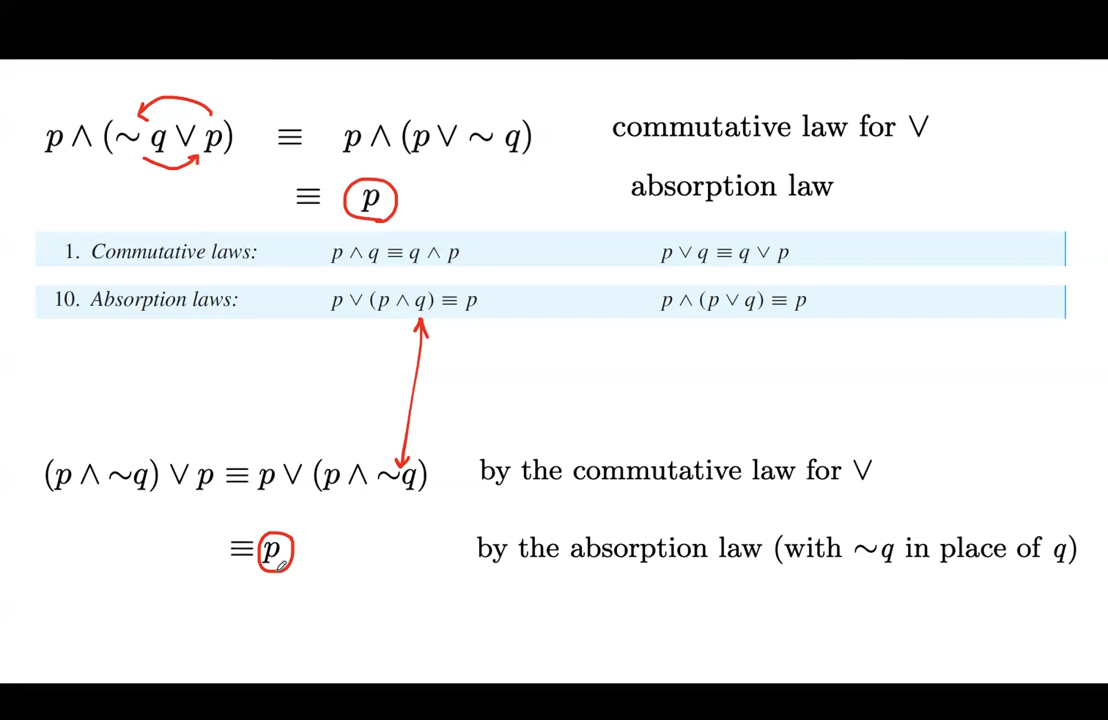 p ∧ (∼ q ∨ p) ≡ p ∧ (p ∨ ∼ q) commutative law for ∨
≡ p absorption law
1. Commutative laws: p ∧ q ≡ q ∧ p p ∨ q ≡ q ∨ p
10. Absorption laws: p ∨ (p ∧ q) ≡ p p ∧ (p ∨ q) ≡ p
(p ∧ ∼q) ∨ p ≡ p ∨ (p ∧ ∼q) by the commutative law for ∨
≡ p by the absorption law (with ∼q in place of q)